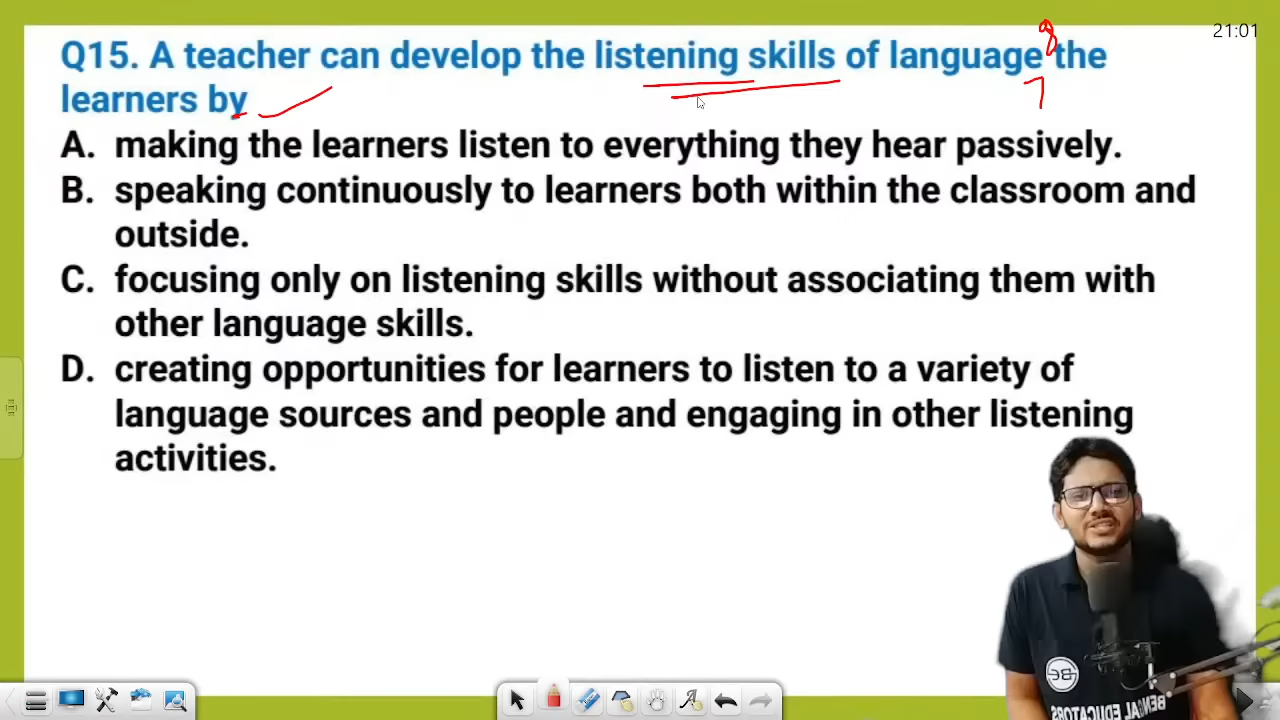 21:01
Q15. A teacher can develop the listening skills of language the
learners by
A. making the learners listen to everything they hear passively.
B. speaking continuously to learners both within the classroom and
outside.
C. focusing only on listening skills without associating them with
other language skills.
D. creating opportunities for learners to listen to a variety of
language sources and people and engaging in other listening
activities.
BENGAL EDUCATORS